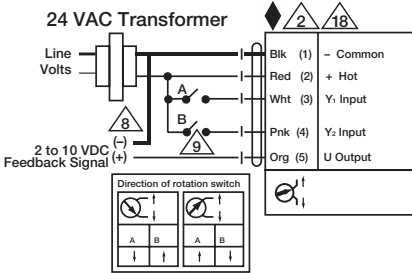 24 VAC Transformer
Line
Volts
2
18
Blk (1) – Common
Red (2) + Hot
A
Wht (3) Y1 Input
B
Pnk (4) Y2 Input
8
9
(–)
2 to 10 VDC
Feedback Signal (+)
Org (5) U Output
Direction of rotation switch
A B A B